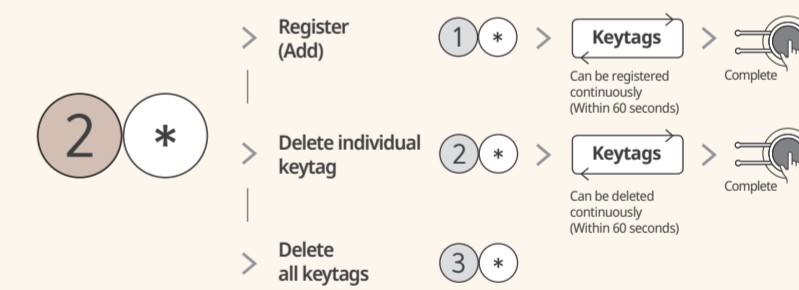 2 *
Register
(Add)
1 *
Keytags
Can be registered
continuously
(Within 60 seconds)
Complete
Delete individual
keytag
2 *
Keytags
Can be deleted
continuously
(Within 60 seconds)
Complete
Delete
all keytags
3 *